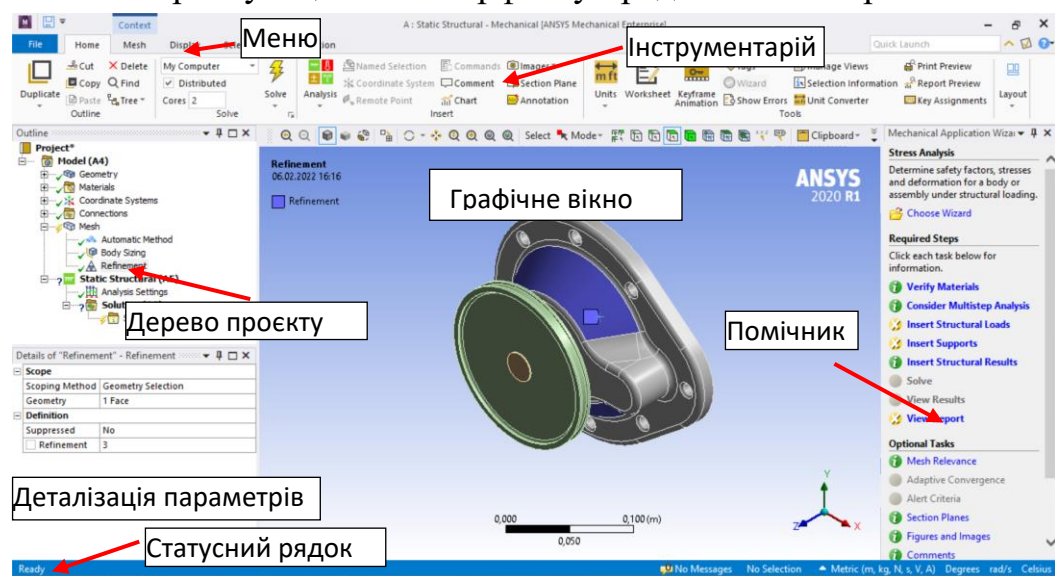 A : Static Structural - Mechanical [ANSYS Mechanical Enterprise]
Context
File Home Mesh Display
Меню
Інструментарій
Quick Launch
Cut Delete My Computer
Named Selection Commands Images
Manage Views Print Preview
Duplicate Copy Find Distributed Solve Analysis
Coordinate System Comment Section Plane
Units Worksheet Keyframe Animation
Wizard Selection Information Report Preview Layout
Paste Tree Cores 2
Remote Point Chart Annotation
Show Errors Unit Converter Key Assignments
Outline Solve Insert Tools
Outline
Select Mode Clipboard
Mechanical Application Wiza
Project*
Model (A4)
Geometry
Materials
Coordinate Systems
Connections
Mesh
Automatic Method
Body Sizing
Refinement
Static Structural (A5)
Analysis Settings
Дерево проєкту
Details of "Refinement" - Refinement
Scope
Scoping Method Geometry Selection
Geometry 1 Face
Definition
Suppressed No
Refinement 3
Деталізація параметрів
Статусний рядок
Refinement
06.02.2022 16:16
Refinement
Графічне вікно
ANSYS
2020 R1
Помічник
0,000 0,100 (m)
0,050
Y
Z X
Stress Analysis
Determine safety factors, stresses
and deformation for a body or
assembly under structural loading.
Choose Wizard
Required Steps
Click each task below for
information.
Verify Materials
Consider Multistep Analysis
Insert Structural Loads
Insert Supports
Insert Structural Results
Solve
View Results
View Report
Optional Tasks
Mesh Relevance
Adaptive Convergence
Alert Criteria
Section Planes
Figures and Images
Comments
Ready
No Messages No Selection Metric (m, kg, N, s, V, A) Degrees rad/s Celsius